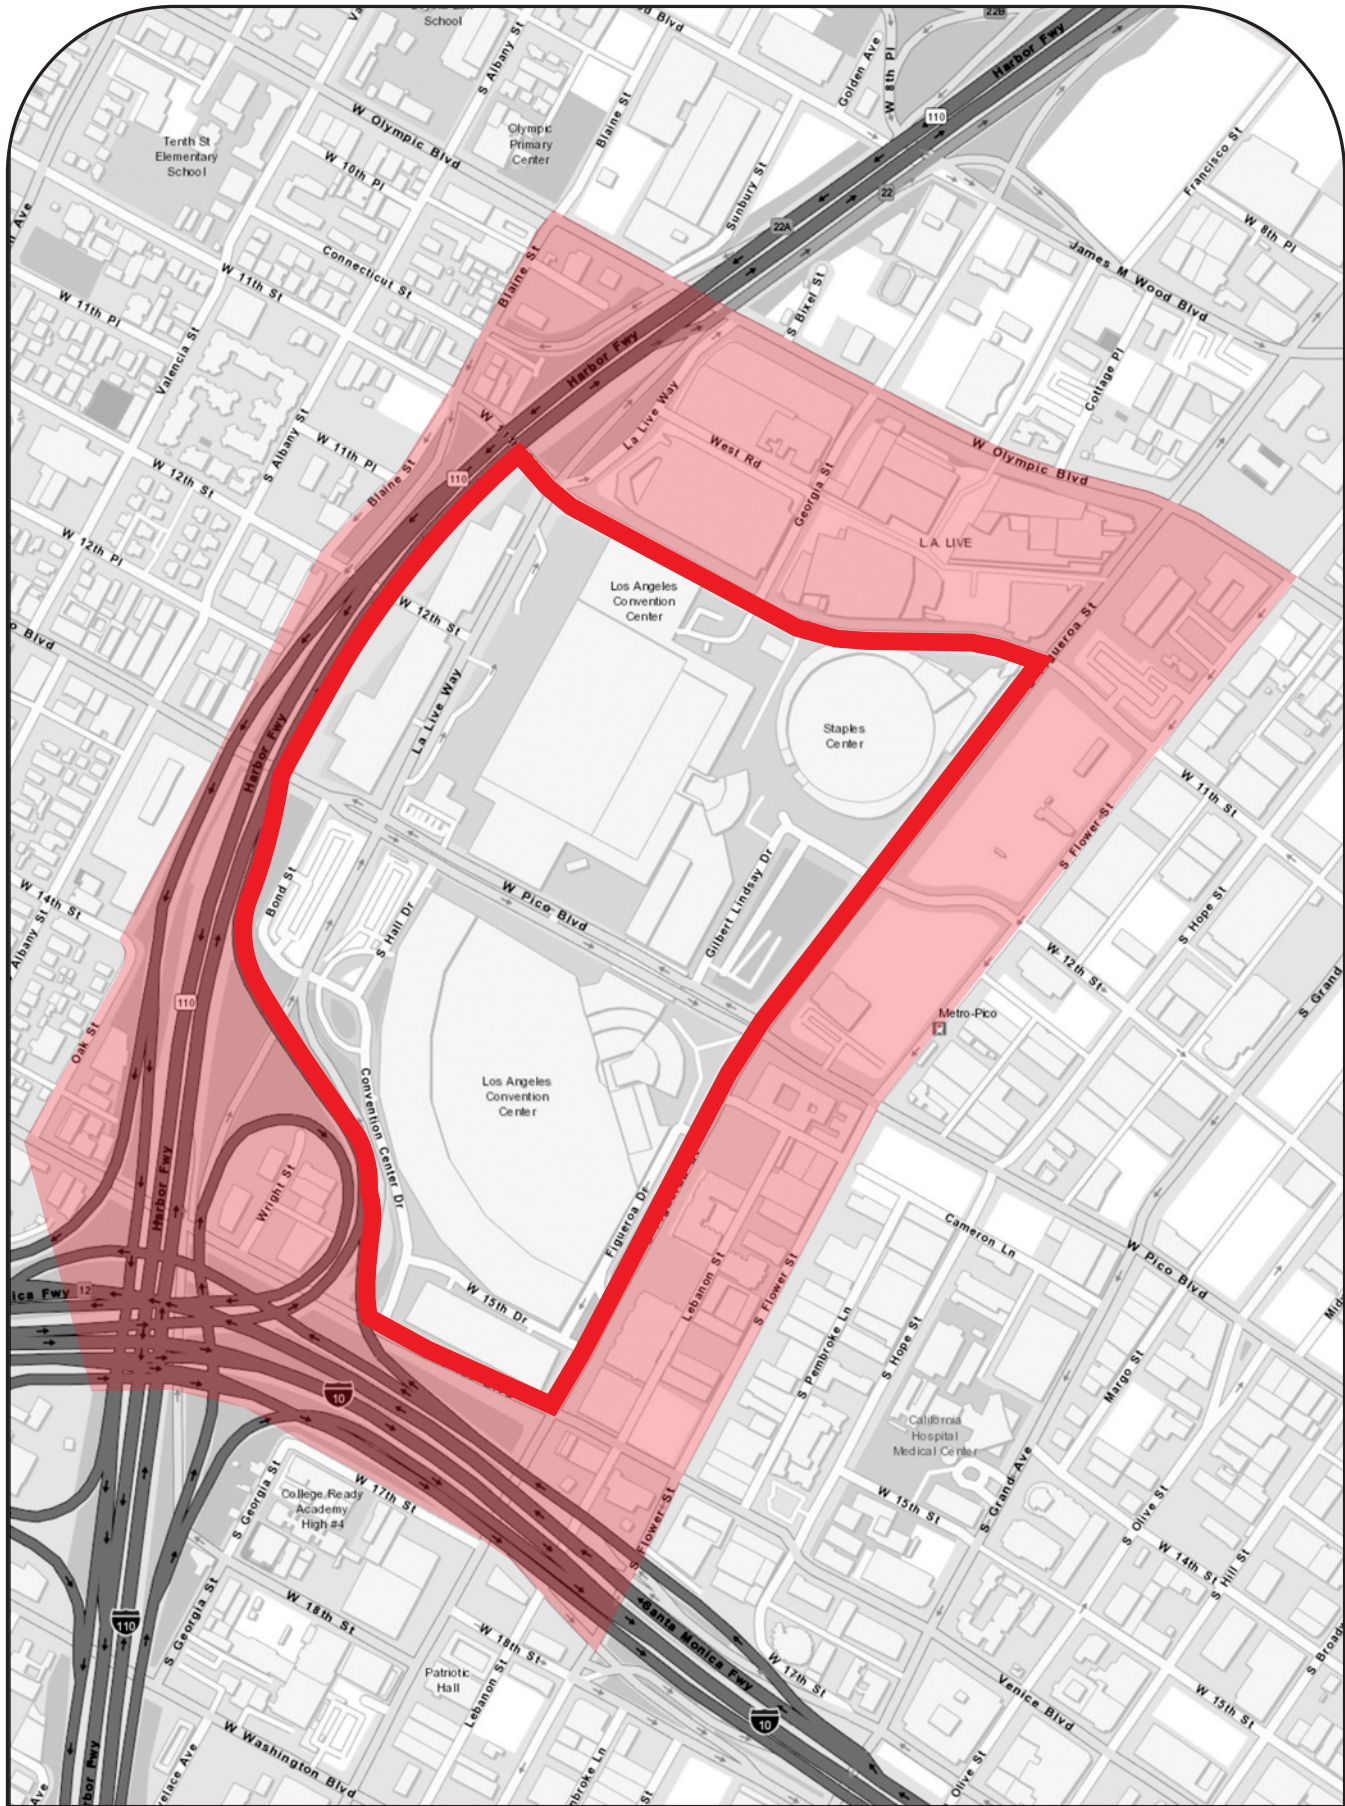 School
S Albany St
Blaine St
Golden Ave
W 8th Pl
22B
Harbor Fwy
110
W Olympic Blvd
Olympic
Primary
Center
Tenth St
Elementary
School
W 10th Pl
Sunbury St
22
22A
Francisco St
W 8th Pl
James M Wood Blvd
Connecticut St
W 11th St
W 11th Pl
Valencia St
Blaine St
S Bixel St
Harbor Fwy
Cottage Pl
La Live Way
West Rd
Georgia St
W Olympic Blvd
S Albany St
W 11th Pl
W 12th St
Blaine St
110
W 12th Pl
L.A. LIVE
Los Angeles
Convention
Center
W 12th St
La Live Way
Staples
Center
Harbor Fwy
S Flower St
W 11th St
W 14th St
Albany St
Bond St
S Hall Dr
W Pico Blvd
Gilbert Lindsay Dr
S Hope St
W 12th St
S Grand
110
Oak St
Metro-Pico
Convention Center Dr
Los Angeles
Convention
Center
Wright St
Harbor Fwy
Figueroa Dr
Cameron Ln
W Pico Blvd
ica Fwy
12
W 15th Dr
Lebanon St
S Flower St
S Pembroke Ln
S Hope St
Margo St
10
California
Hospital
Medical Center
S Grand Ave
W 17th St
College Ready
Academy
High #4
S Georgia St
S Flower St
W 15th St
S Olive St
W 14th St
S Hill St
110
S Georgia St
W 18th St
W 18th St
Santa Monica Fwy
W 17th St
Patriotic
Hall
Lebanon St
10
Venice Blvd
W 15th St
S Broad
W Washington Blvd
Olive St